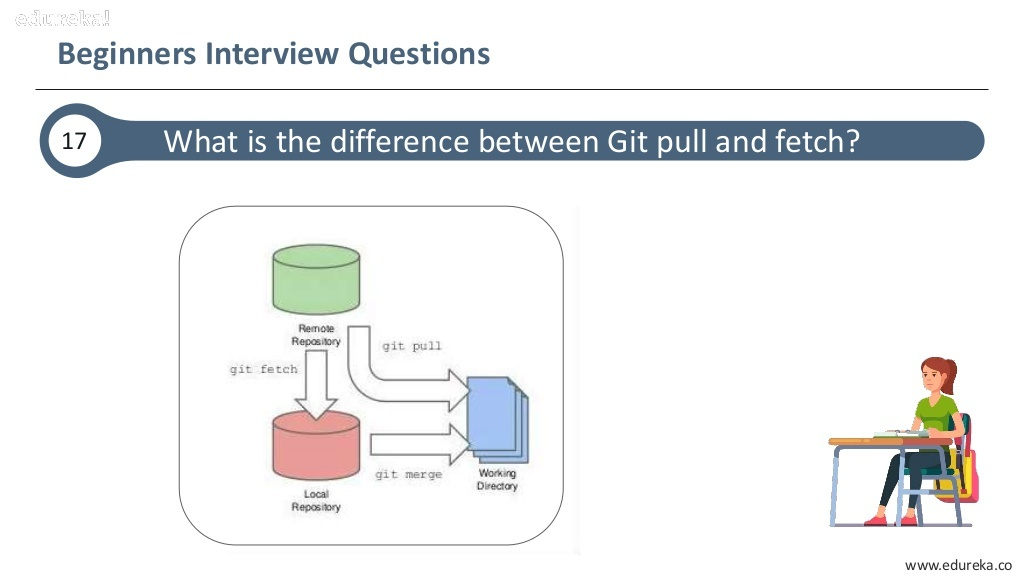 edureka!
Beginners Interview Questions
17
What is the difference between Git pull and fetch?
Remote
Repository
git pull
git fetch
git merge
Working
Directory
Local
Repository
www.edureka.co